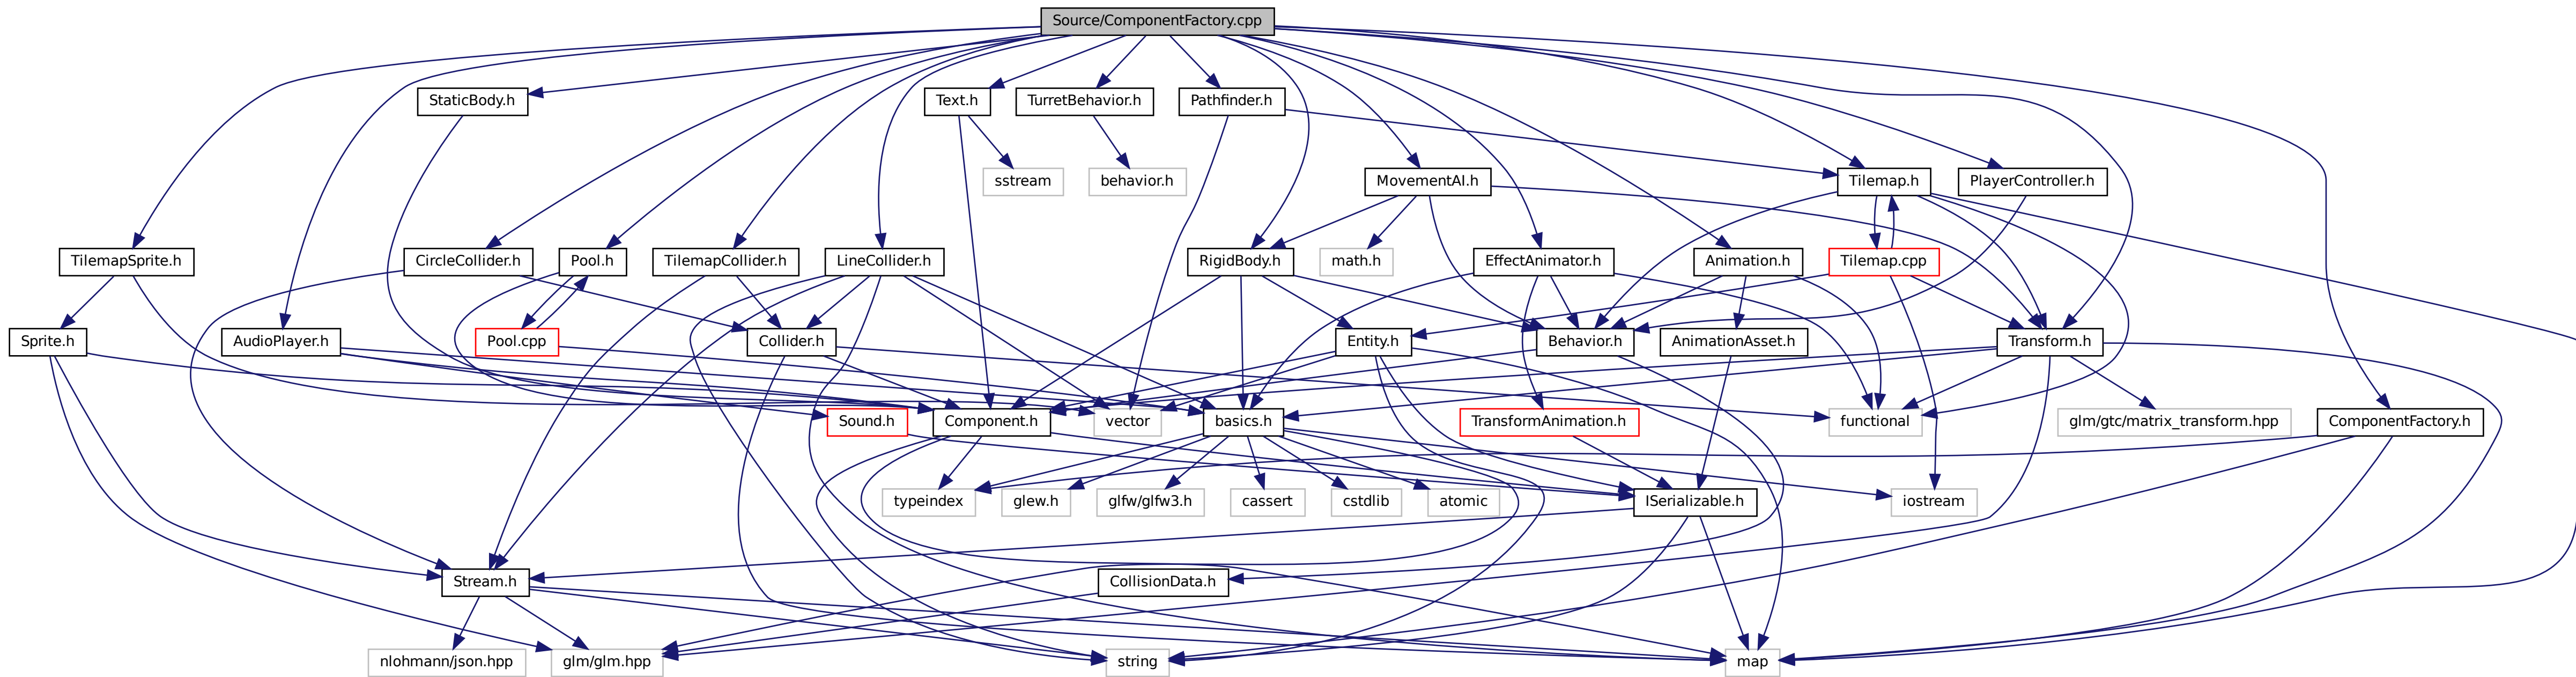 Source/ComponentFactory.cpp
StaticBody.h
Text.h
TurretBehavior.h
Pathfinder.h
sstream
behavior.h
MovementAI.h
Tilemap.h
PlayerController.h
TilemapSprite.h
CircleCollider.h
Pool.h
TilemapCollider.h
LineCollider.h
RigidBody.h
math.h
EffectAnimator.h
Animation.h
Tilemap.cpp
Sprite.h
AudioPlayer.h
Pool.cpp
Collider.h
Entity.h
Behavior.h
AnimationAsset.h
Transform.h
Sound.h
Component.h
vector
basics.h
TransformAnimation.h
functional
glm/gtc/matrix_transform.hpp
ComponentFactory.h
typeindex
glew.h
glfw/glfw3.h
cassert
cstdlib
atomic
ISerializable.h
iostream
Stream.h
CollisionData.h
nlohmann/json.hpp
glm/glm.hpp
string
map